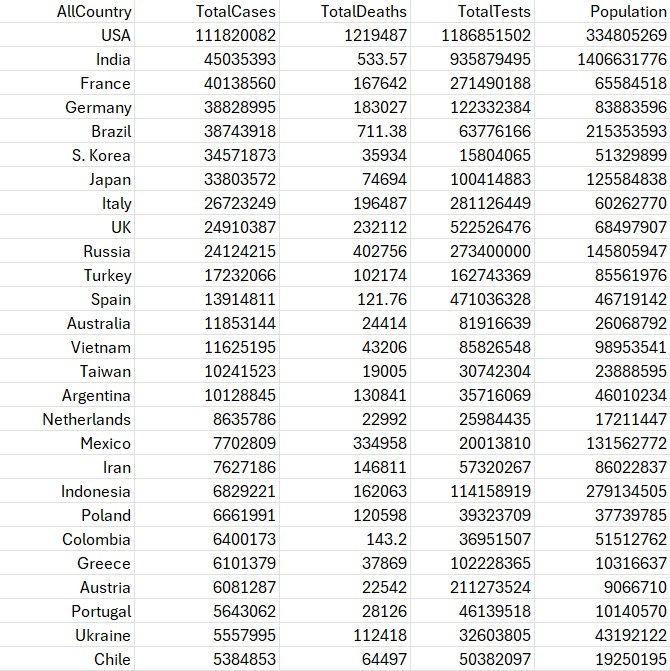 AllCountry TotalCases TotalDeaths TotalTests Population
USA 111820082 1219487 1186851502 334805269
India 45035393 533.57 935879495 1406631776
France 40138560 167642 271490188 65584518
Germany 38828995 183027 122332384 83883596
Brazil 38743918 711.38 63776166 215353593
S. Korea 34571873 35934 15804065 51329899
Japan 33803572 74694 100414883 125584838
Italy 26723249 196487 281126449 60262770
UK 24910387 232112 522526476 68497907
Russia 24124215 402756 273400000 145805947
Turkey 17232066 102174 162743369 85561976
Spain 13914811 121.76 471036328 46719142
Australia 11853144 24414 81916639 26068792
Vietnam 11625195 43206 85826548 98953541
Taiwan 10241523 19005 30742304 23888595
Argentina 10128845 130841 35716069 46010234
Netherlands 8635786 22992 25984435 17211447
Mexico 7702809 334958 20013810 131562772
Iran 7627186 146811 57320267 86022837
Indonesia 6829221 162063 114158919 279134505
Poland 6661991 120598 39323709 37739785
Colombia 6400173 143.2 36951507 51512762
Greece 6101379 37869 102228365 10316637
Austria 6081287 22542 211273524 9066710
Portugal 5643062 28126 46139518 10140570
Ukraine 5557995 112418 32603805 43192122
Chile 5384853 64497 50382097 19250195